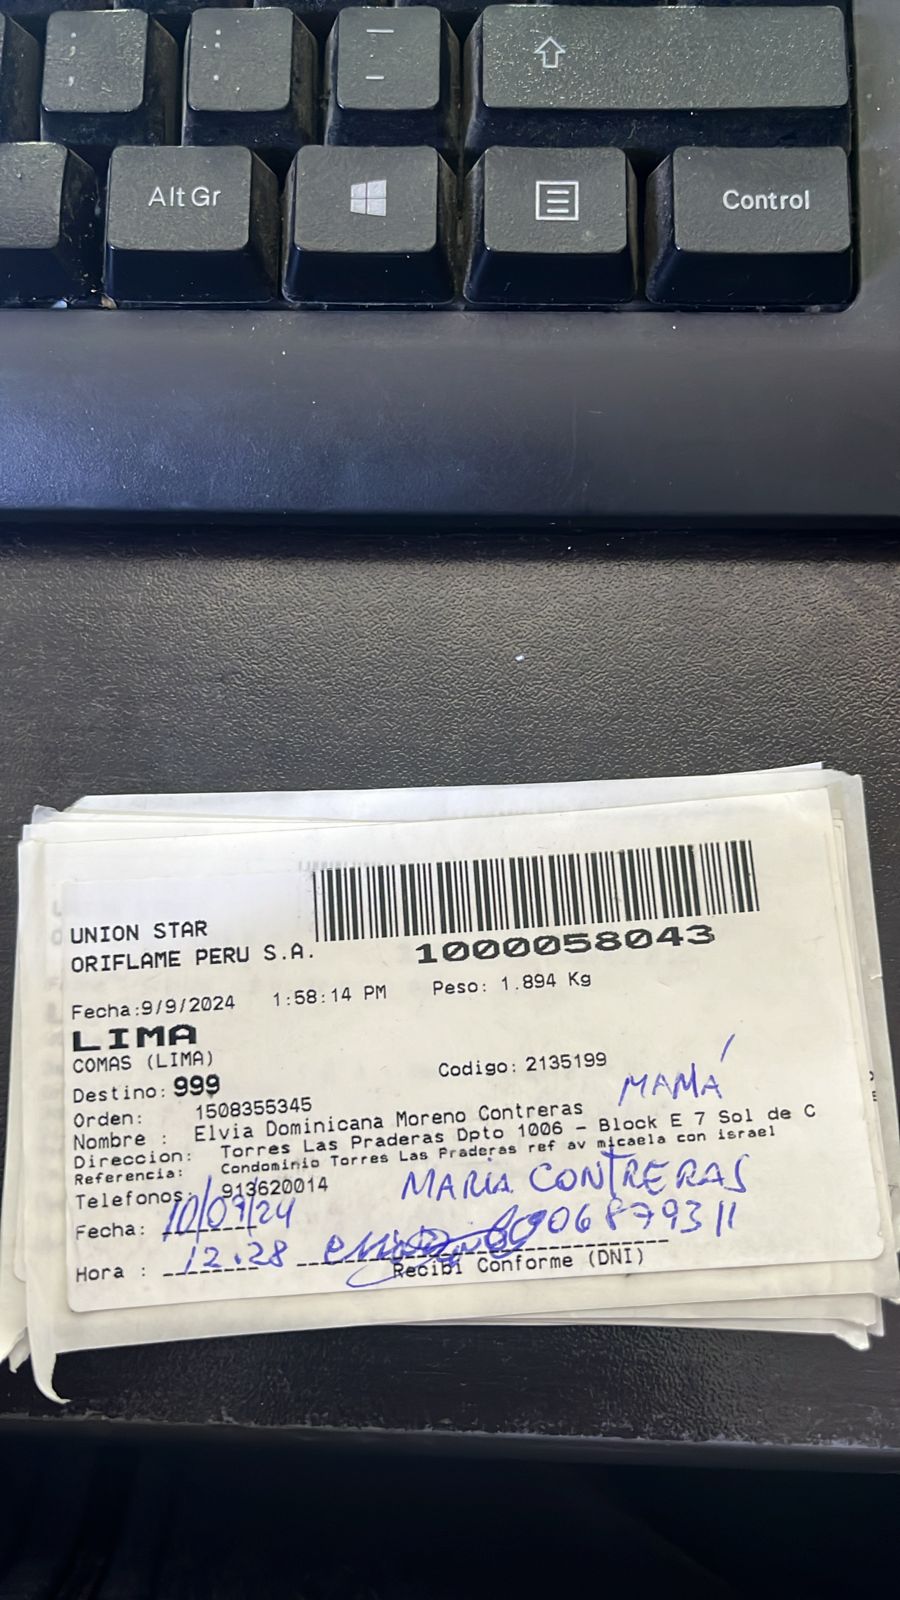 ; ,
: .
_ –
⇧
Alt Gr
Control
UNION STAR
ORIFLAME PERU S.A.
1000058043
Fecha:9/9/2024 1:58:14 PM Peso: 1.894 Kg
LIMA
COMAS (LIMA)
Destino: 999 Codigo: 2135199
Orden: 1508355345
MAMÁ
Nombre : Elvia Dominicana Moreno Contreras
Direccion: Torres Las Praderas Dpto 1006 - Block E 7 Sol de C
Referencia: Condominio Torres Las Praderas ref av micaela con israel
Telefonos: 913620014
MARIA CONTRERAS
Fecha: 10/09/24
06879311
Hora : 12.28
Recibi Conforme (DNI)